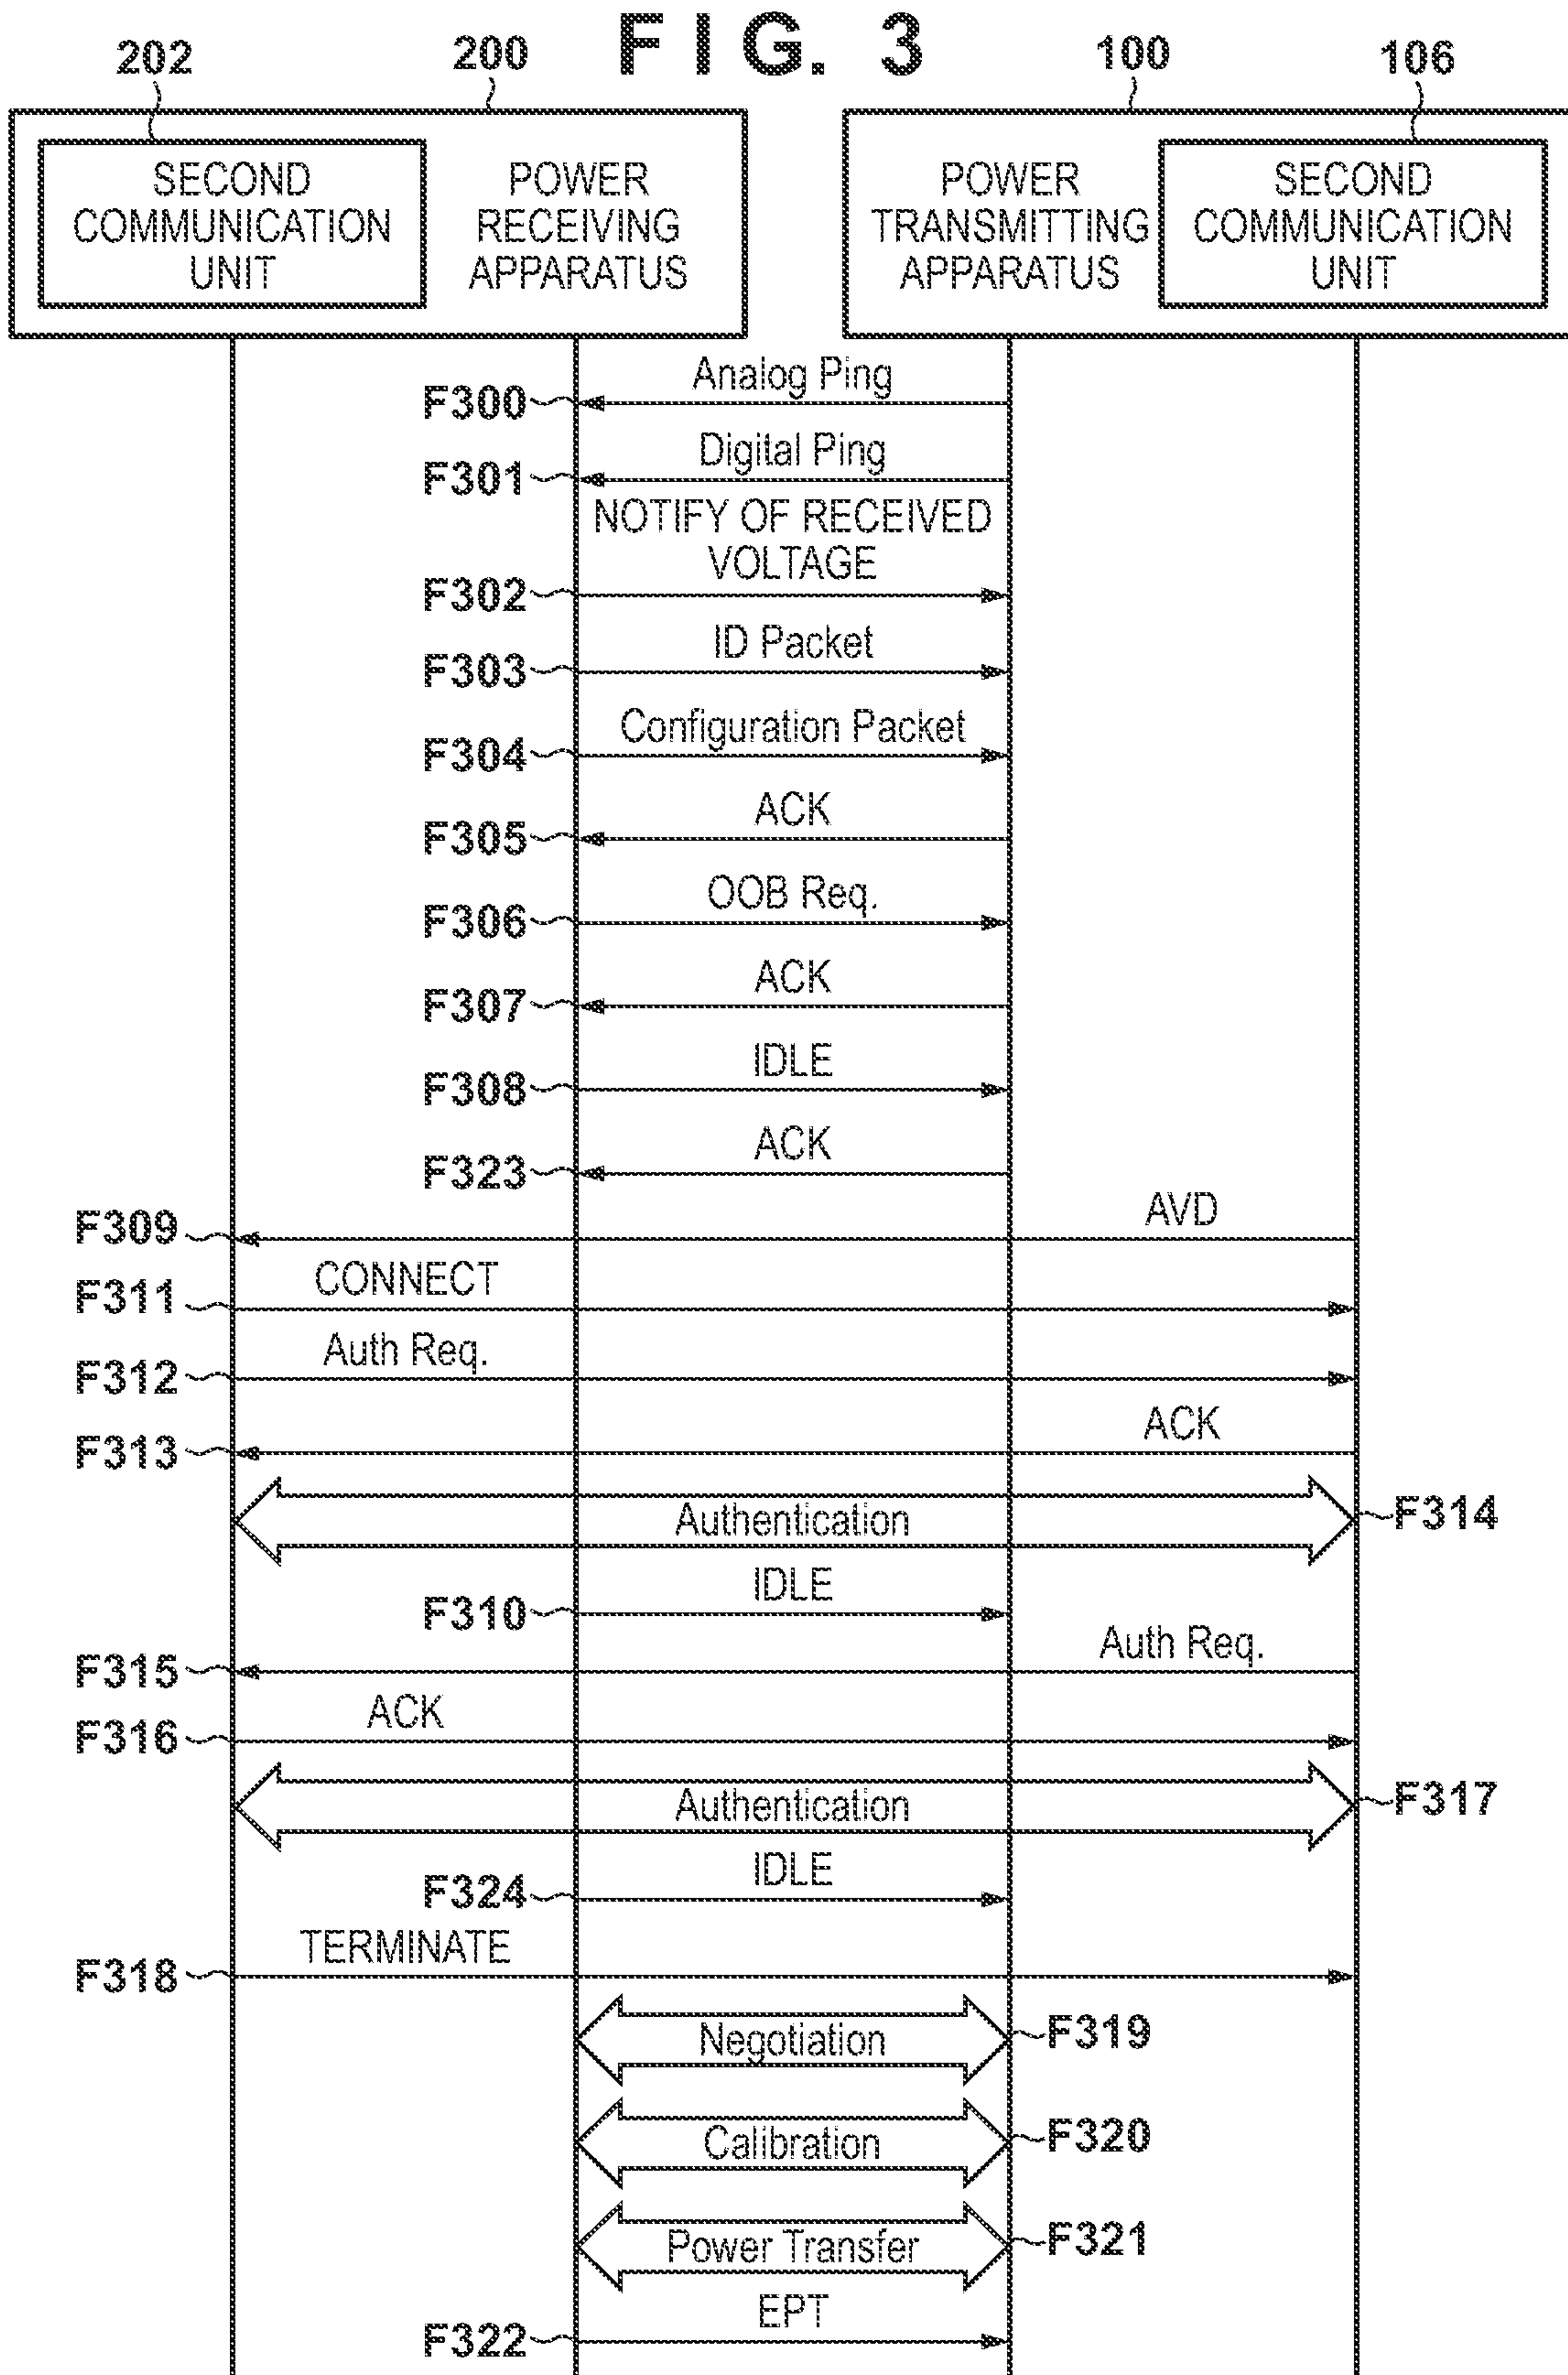 FIG. 3
202
200
100
106
SECOND
COMMUNICATION
UNIT
POWER
RECEIVING
APPARATUS
POWER
TRANSMITTING
APPARATUS
SECOND
COMMUNICATION
UNIT
Analog Ping
F300
Digital Ping
F301
NOTIFY OF RECEIVED
VOLTAGE
F302
ID Packet
F303
Configuration Packet
F304
ACK
F305
OOB Req.
F306
ACK
F307
IDLE
F308
ACK
F323
AVD
F309
CONNECT
F311
Auth Req.
F312
ACK
F313
Authentication
F314
IDLE
F310
Auth Req.
F315
ACK
F316
Authentication
F317
IDLE
F324
TERMINATE
F318
Negotiation
F319
Calibration
F320
Power Transfer
F321
EPT
F322